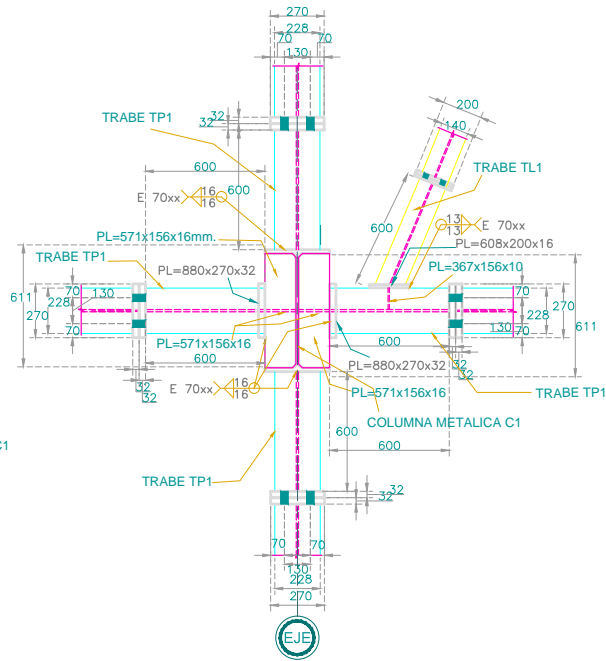 270
228
70 70
130
TRABE TP1
32
32
200
140
TRABE TL1
600
E 70xx
16
16
600
600
13
13
E 70xx
PL=571x156x16mm.
PL=608x200x16
TRABE TP1
PL=880x270x32
PL=367x156x10
611
270
228
70
130
70
70
130
228
270
611
70
PL=571x156x16
600
600
PL=880x270x32
32
32
32
32
E 70xx
16
16
PL=571x156x16
TRABE TP1
COLUMNA METALICA C1
600
C1
600
TRABE TP1
32
32
70 70
130
228
270
EJE